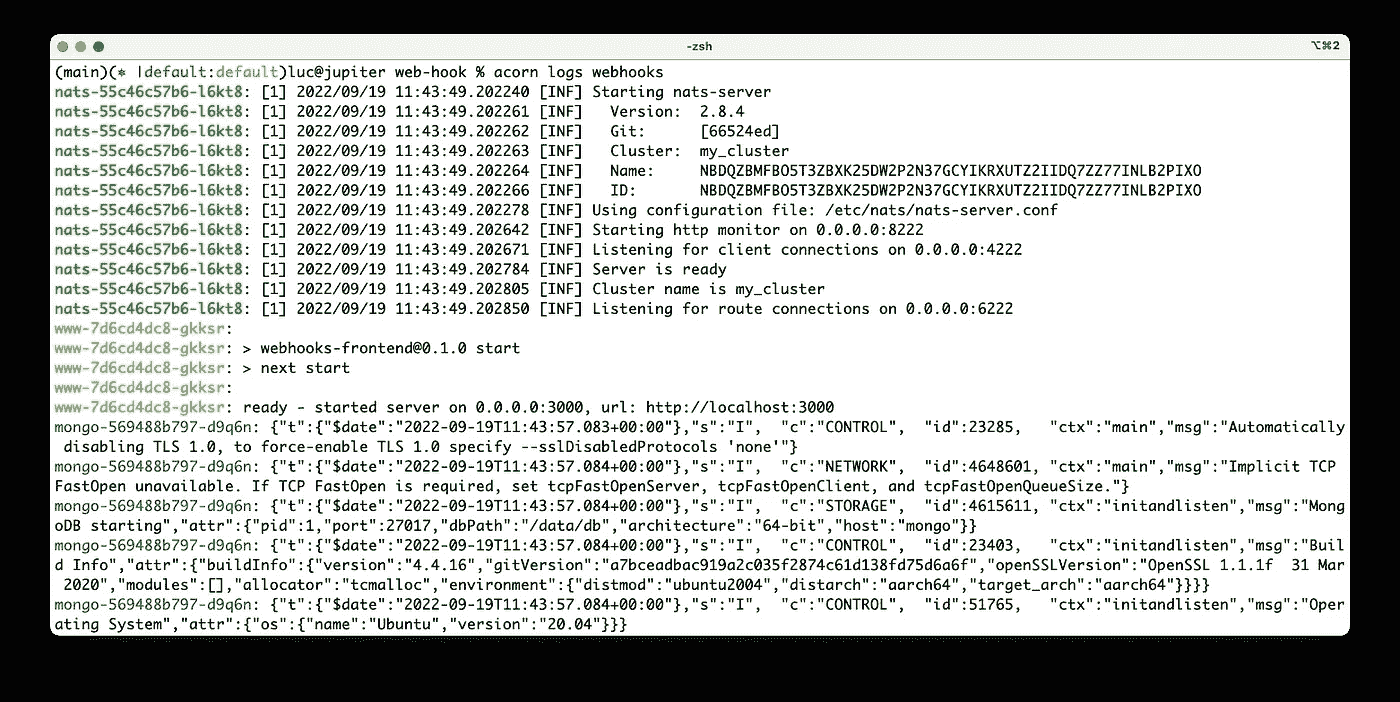 -zsh
⌥⌘2
(main)(* |default:default)luc@jupiter web-hook % acorn logs webhooks
nats-55c46c57b6-l6kt8: [1] 2022/09/19 11:43:49.202240 [INF] Starting nats-server
nats-55c46c57b6-l6kt8: [1] 2022/09/19 11:43:49.202261 [INF]   Version:  2.8.4
nats-55c46c57b6-l6kt8: [1] 2022/09/19 11:43:49.202262 [INF]   Git:      [66524ed]
nats-55c46c57b6-l6kt8: [1] 2022/09/19 11:43:49.202263 [INF]   Cluster:  my_cluster
nats-55c46c57b6-l6kt8: [1] 2022/09/19 11:43:49.202264 [INF]   Name:     NBDQZBMFBO5T3ZBXK25DW2P2N37GCYIKRXUTZ2IIDQ7ZZ77INLB2PIXO
nats-55c46c57b6-l6kt8: [1] 2022/09/19 11:43:49.202266 [INF]   ID:       NBDQZBMFBO5T3ZBXK25DW2P2N37GCYIKRXUTZ2IIDQ7ZZ77INLB2PIXO
nats-55c46c57b6-l6kt8: [1] 2022/09/19 11:43:49.202278 [INF] Using configuration file: /etc/nats/nats-server.conf
nats-55c46c57b6-l6kt8: [1] 2022/09/19 11:43:49.202642 [INF] Starting http monitor on 0.0.0.0:8222
nats-55c46c57b6-l6kt8: [1] 2022/09/19 11:43:49.202671 [INF] Listening for client connections on 0.0.0.0:4222
nats-55c46c57b6-l6kt8: [1] 2022/09/19 11:43:49.202784 [INF] Server is ready
nats-55c46c57b6-l6kt8: [1] 2022/09/19 11:43:49.202805 [INF] Cluster name is my_cluster
nats-55c46c57b6-l6kt8: [1] 2022/09/19 11:43:49.202850 [INF] Listening for route connections on 0.0.0.0:6222
www-7d6cd4dc8-gkksr:
www-7d6cd4dc8-gkksr: > webhooks-frontend@0.1.0 start
www-7d6cd4dc8-gkksr: > next start
www-7d6cd4dc8-gkksr:
www-7d6cd4dc8-gkksr: ready - started server on 0.0.0.0:3000, url: http://localhost:3000
mongo-569488b797-d9q6n: {"t":{"$date":"2022-09-19T11:43:57.083+00:00"},"s":"I",  "c":"CONTROL",  "id":23285,   "ctx":"main","msg":"Automatically
 disabling TLS 1.0, to force-enable TLS 1.0 specify --sslDisabledProtocols 'none'"}
mongo-569488b797-d9q6n: {"t":{"$date":"2022-09-19T11:43:57.084+00:00"},"s":"I",  "c":"NETWORK",  "id":4648601, "ctx":"main","msg":"Implicit TCP
FastOpen unavailable. If TCP FastOpen is required, set tcpFastOpenServer, tcpFastOpenClient, and tcpFastOpenQueueSize."}
mongo-569488b797-d9q6n: {"t":{"$date":"2022-09-19T11:43:57.084+00:00"},"s":"I",  "c":"STORAGE",  "id":4615611, "ctx":"initandlisten","msg":"Mong
oDB starting","attr":{"pid":1,"port":27017,"dbPath":"/data/db","architecture":"64-bit","host":"mongo"}}
mongo-569488b797-d9q6n: {"t":{"$date":"2022-09-19T11:43:57.084+00:00"},"s":"I",  "c":"CONTROL",  "id":23403,   "ctx":"initandlisten","msg":"Buil
d Info","attr":{"buildInfo":{"version":"4.4.16","gitVersion":"a7bceadbac919a2c035f2874c61d138fd75d6a6f","openSSLVersion":"OpenSSL 1.1.1f  31 Mar
 2020","modules":[],"allocator":"tcmalloc","environment":{"distmod":"ubuntu2004","distarch":"aarch64","target_arch":"aarch64"}}}}
mongo-569488b797-d9q6n: {"t":{"$date":"2022-09-19T11:43:57.084+00:00"},"s":"I",  "c":"CONTROL",  "id":51765,   "ctx":"initandlisten","msg":"Oper
ating System","attr":{"os":{"name":"Ubuntu","version":"20.04"}}}